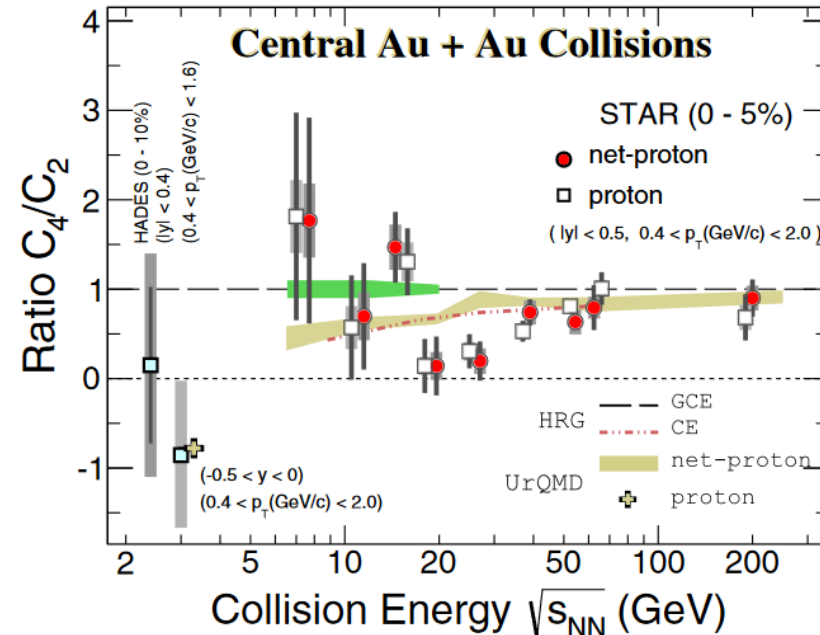 Central Au + Au Collisions
HADES (0 - 10%)
(|y| < 0.4)
(0.4 < p_T(GeV/c) < 1.6)
STAR (0 - 5%)
net-proton
proton
( |y| < 0.5, 0.4 < p_T(GeV/c) < 2.0 )
Ratio C_4/C_2
4
3
2
1
0
-1
(-0.5 < y < 0)
(0.4 < p_T(GeV/c) < 2.0)
HRG
GCE
CE
UrQMD
net-proton
proton
2 5 10 20 50 100 200
Collision Energy √s_NN (GeV)